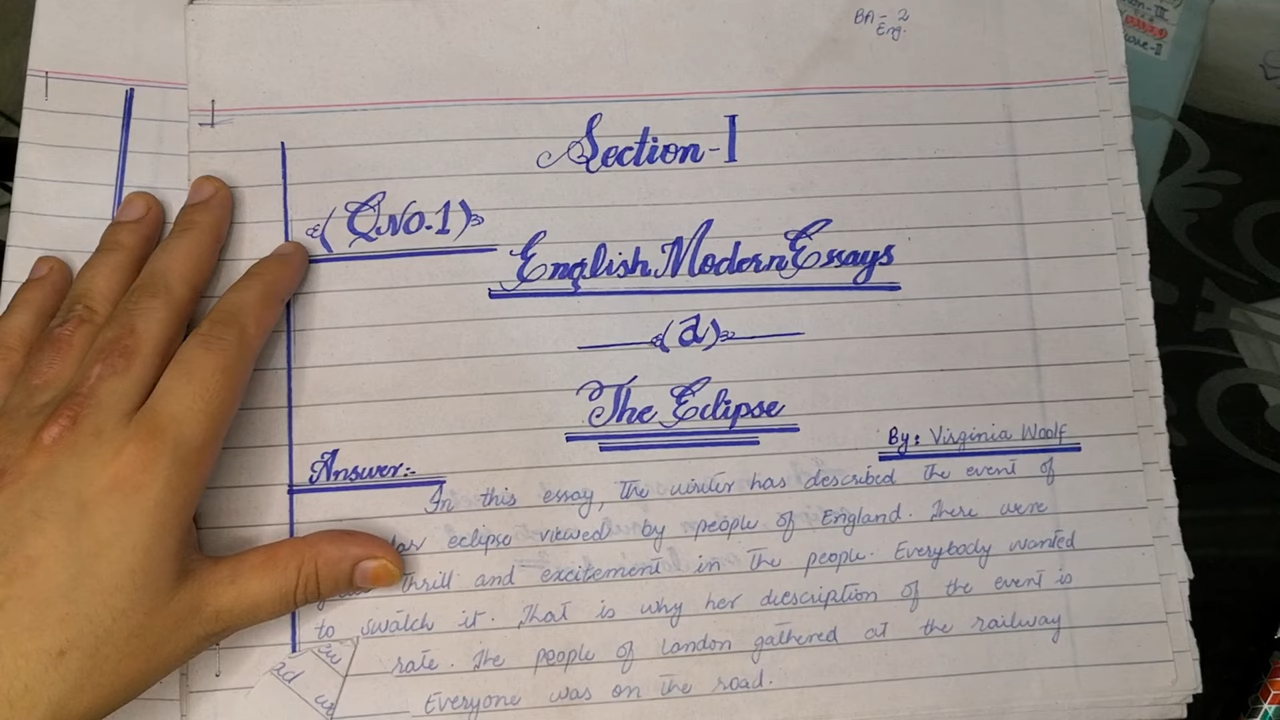 BA-2
Eng.
Section-I
(Q.No.1)
English Modern Essays
(a)
The Eclipse
By: Virginia Woolf
Answer:-
In this essay, the writer has described the event of
eclipse viewed by people of England. There were
thrill and excitement in the people. Everybody wanted
to swatch it. That is why her discription of the event is
rate. The people of London gathered at the railway
Everyone was on the road.